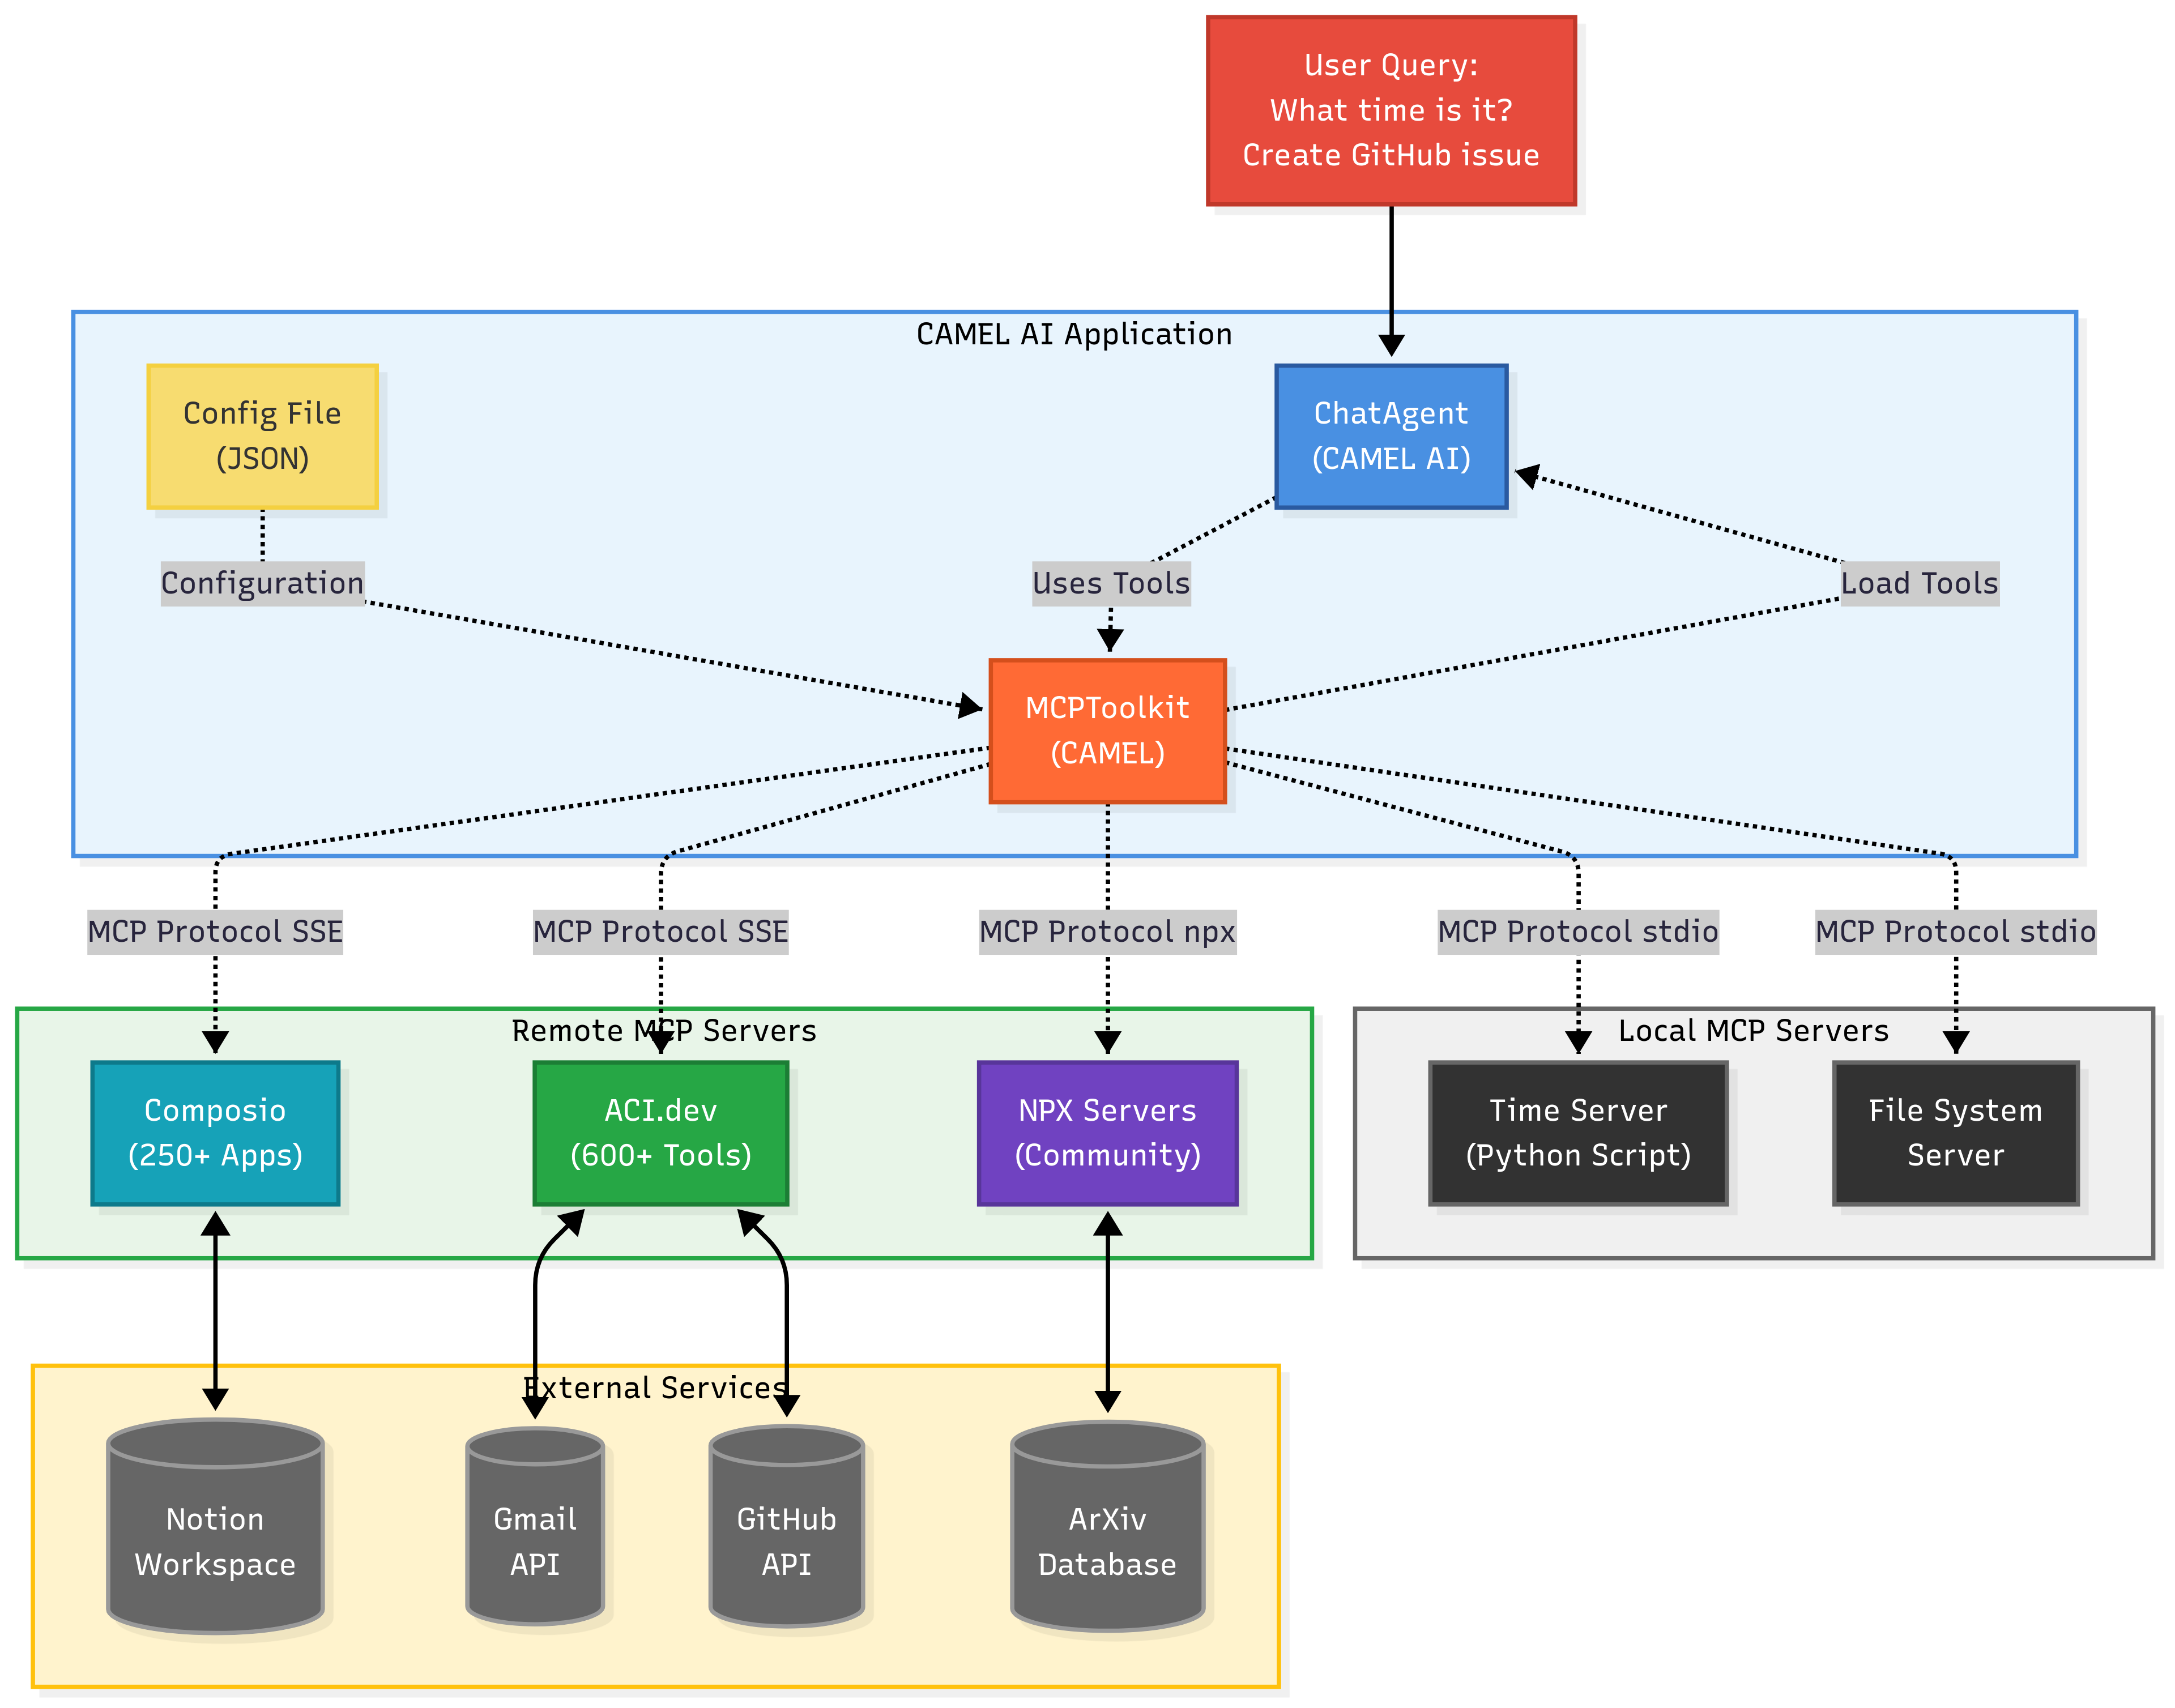 User Query:
What time is it?
Create GitHub issue
CAMEL AI Application
Config File
(JSON)
ChatAgent
(CAMEL AI)
Configuration
Uses Tools
Load Tools
MCPToolkit
(CAMEL)
MCP Protocol SSE
MCP Protocol SSE
MCP Protocol npx
MCP Protocol stdio
MCP Protocol stdio
Remote MCP Servers
Composio
(250+ Apps)
ACI.dev
(600+ Tools)
NPX Servers
(Community)
Local MCP Servers
Time Server
(Python Script)
File System
Server
External Services
Notion
Workspace
Gmail
API
GitHub
API
ArXiv
Database